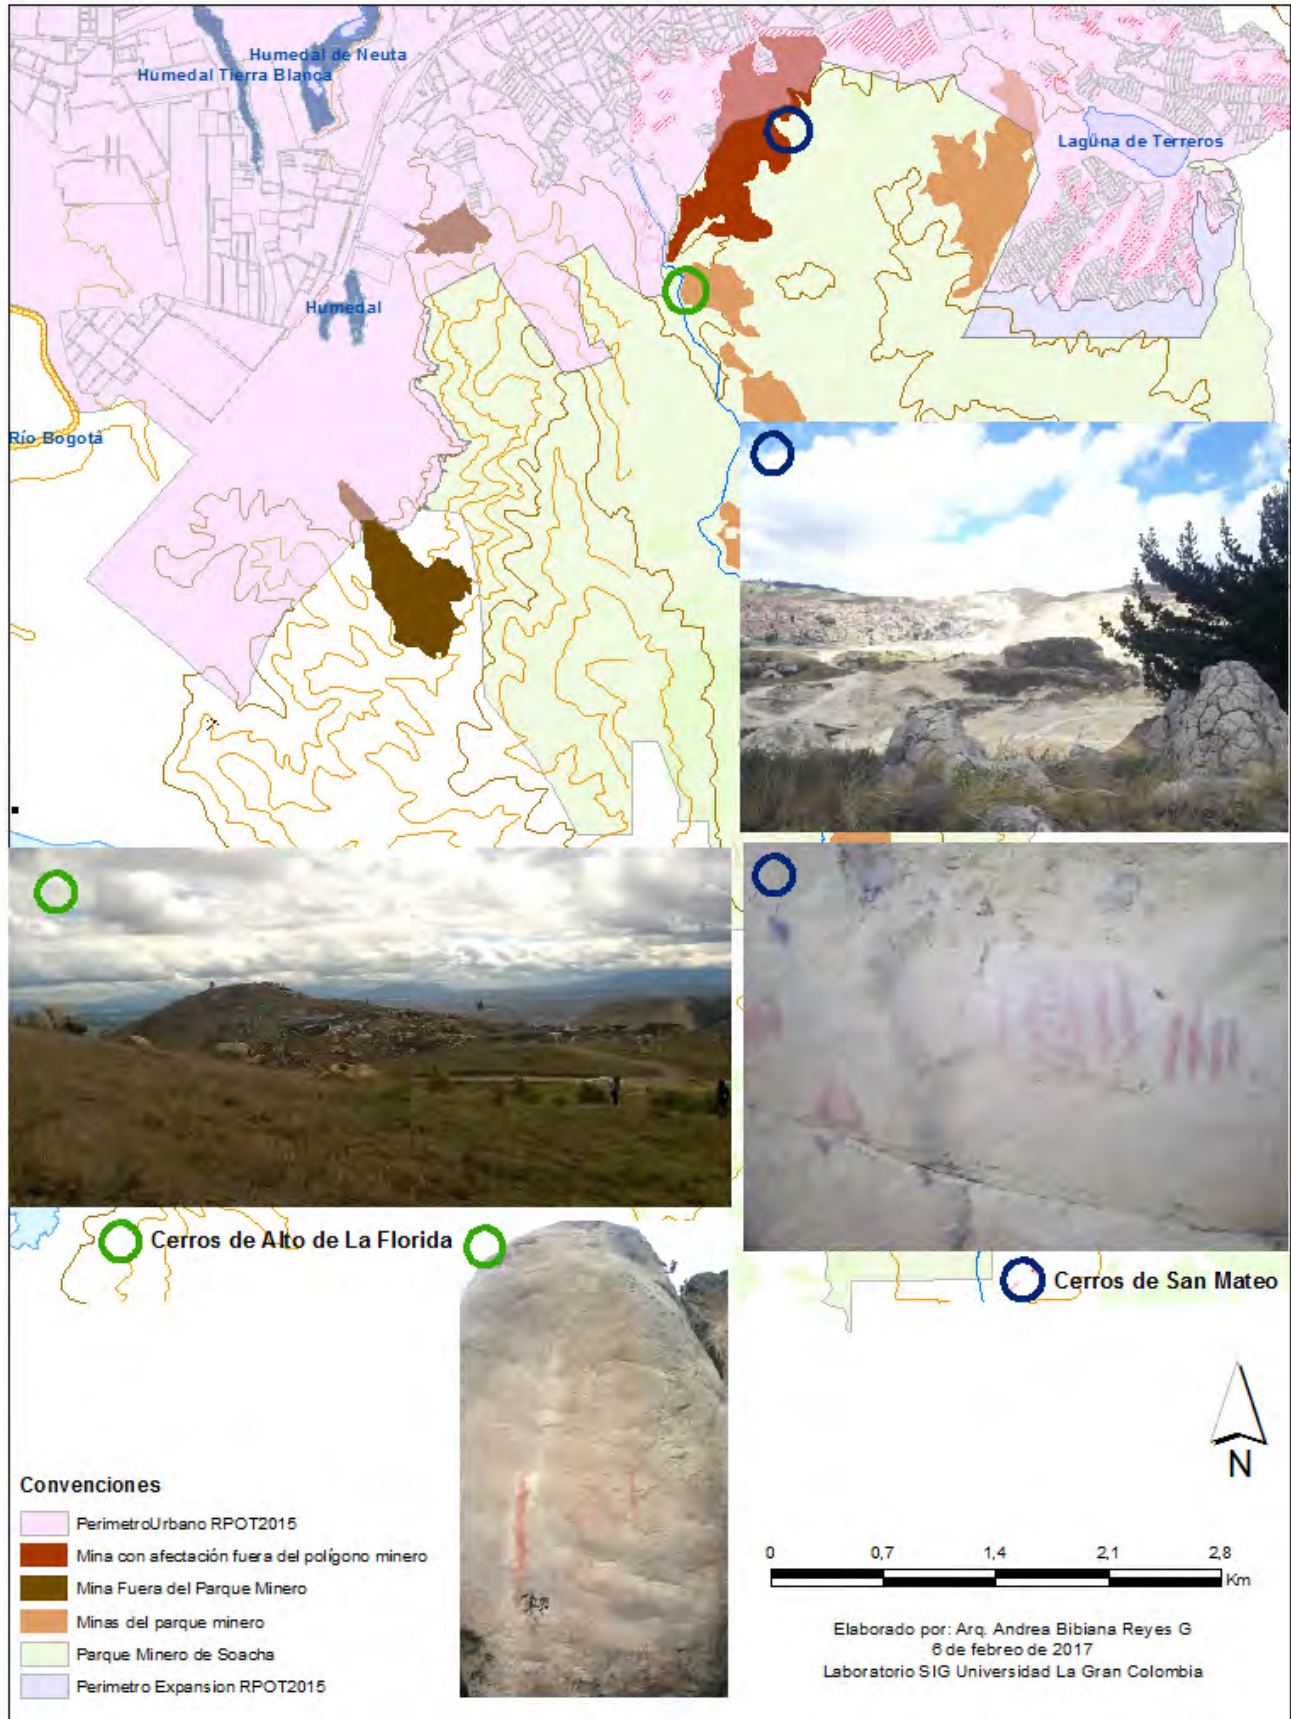 Humedal de Neuta
Humedal Tierra Blanca
Laguna de Terreros
Humedal
Río Bogotá
Cerros de Alto de La Florida
Cerros de San Mateo
N
Convenciones
PerimetroUrbano RPOT2015
Mina con afectación fuera del polígono minero
Mina Fuera del Parque Minero
Minas del parque minero
Parque Minero de Soacha
Perimetro Expansion RPOT2015
0 0,7 1,4 2,1 2,8
Km
Elaborado por: Arq. Andrea Bibiana Reyes G
6 de febreo de 2017
Laboratorio SIG Universidad La Gran Colombia